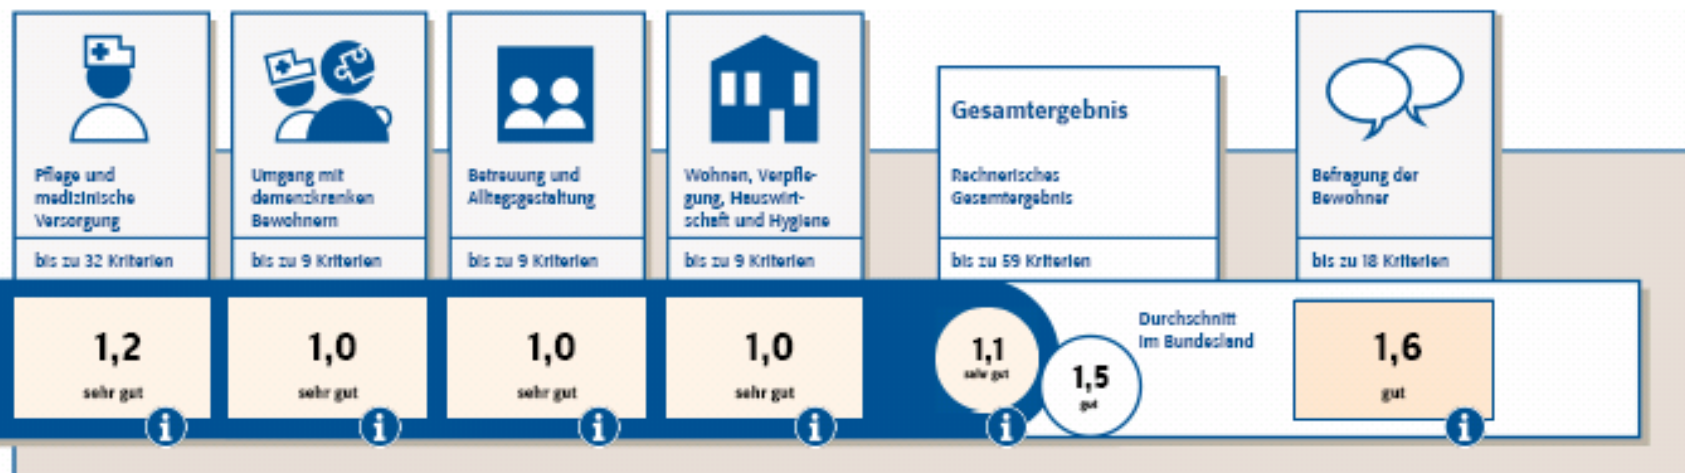 Pflege und
medizinische
Versorgung
bis zu 32 Kriterien
1,2
sehr gut
Umgang mit
demenzkranken
Bewohnern
bis zu 9 Kriterien
1,0
sehr gut
Betreuung und
Alltagsgestaltung
bis zu 9 Kriterien
1,0
sehr gut
Wohnen, Verpfle-
gung, Hauswirt-
schaft und Hygiene
bis zu 9 Kriterien
1,0
sehr gut
Gesamtergebnis
Rechnerisches
Gesamtergebnis
bis zu 59 Kriterien
1,1
sehr gut
1,5
gut
Durchschnitt
im Bundesland
Befragung der
Bewohner
bis zu 18 Kriterien
1,6
gut